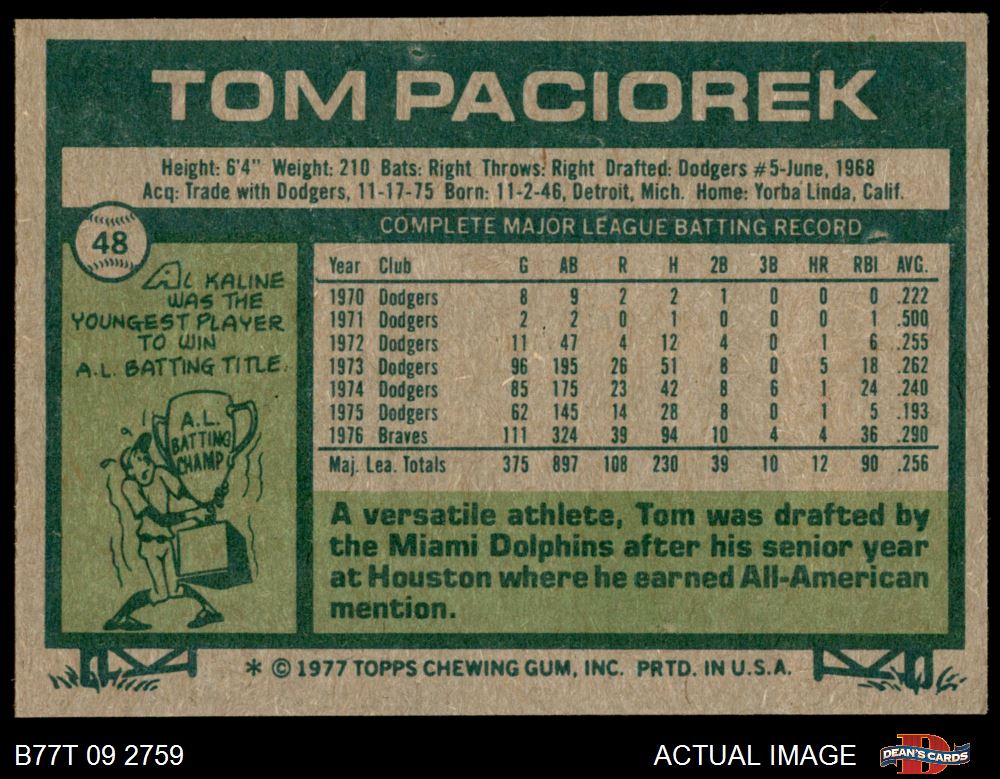 TOM PACIOREK
Height: 6'4" Weight: 210 Bats: Right Throws: Right Drafted: Dodgers #5-June, 1968
Acq: Trade with Dodgers, 11-17-75 Born: 11-2-46, Detroit, Mich. Home: Yorba Linda, Calif.
48
AL KALINE
WAS THE
YOUNGEST PLAYER
TO WIN
A.L. BATTING TITLE.
A.L.
BATTING
CHAMP
COMPLETE MAJOR LEAGUE BATTING RECORD
Year Club G AB R H 2B 3B HR RBI AVG.
1970 Dodgers 8 9 2 2 1 0 0 0 .222
1971 Dodgers 2 2 0 1 0 0 0 1 .500
1972 Dodgers 11 47 4 12 4 0 1 6 .255
1973 Dodgers 96 195 26 51 8 0 5 18 .262
1974 Dodgers 85 175 23 42 8 6 1 24 .240
1975 Dodgers 62 145 14 28 8 0 1 5 .193
1976 Braves 111 324 39 94 10 4 4 36 .290
Maj. Lea. Totals 375 897 108 230 39 10 12 90 .256
A versatile athlete, Tom was drafted by
the Miami Dolphins after his senior year
at Houston where he earned All-American
mention.
* © 1977 TOPPS CHEWING GUM, INC. PRTD. IN U.S.A.
B77T 09 2759
ACTUAL IMAGE
D
DEAN'S CARDS